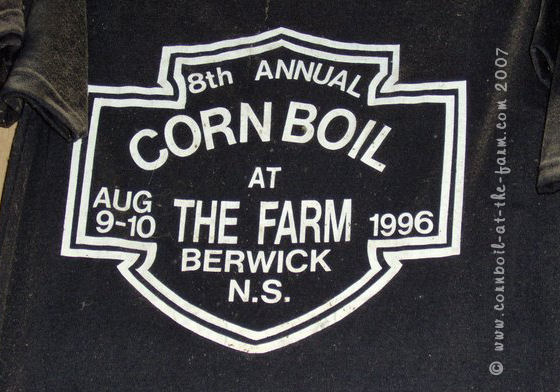 8th ANNUAL
CORN BOIL
AT
AUG
9-10
THE FARM
1996
BERWICK
N.S.
© www.cornboil-at-the-farm.com 2007